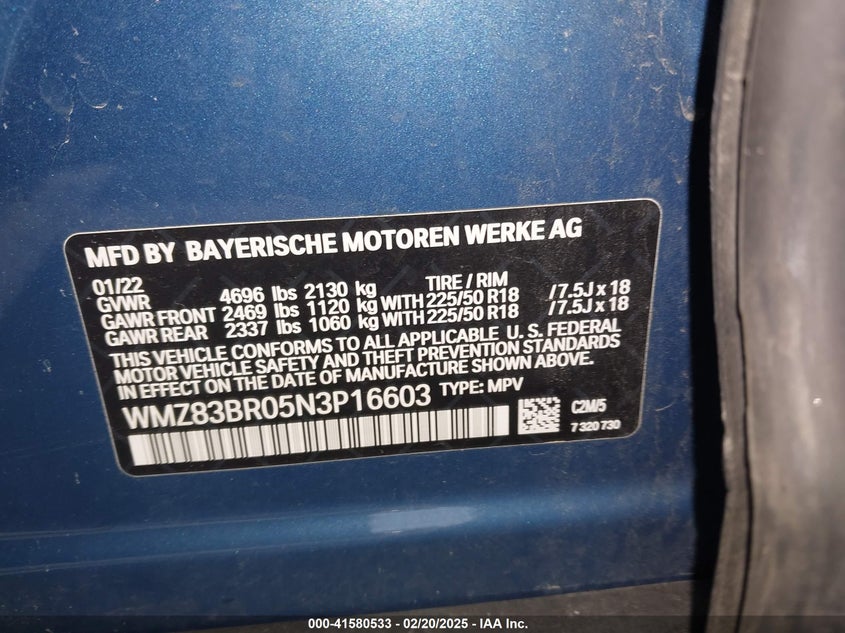 MFD BY BAYERISCHE MOTOREN WERKE AG
01/22 TIRE / RIM
GVWR 4696 lbs 2130 kg
GAWR FRONT 2469 lbs 1120 kg WITH 225/50 R18 /7.5J x 18
GAWR REAR 2337 lbs 1060 kg WITH 225/50 R18 /7.5J x 18
THIS VEHICLE CONFORMS TO ALL APPLICABLE U. S. FEDERAL
MOTOR VEHICLE SAFETY AND THEFT PREVENTION STANDARDS
IN EFFECT ON THE DATE OF MANUFACTURE SHOWN ABOVE.
WMZ83BR05N3P16603 TYPE: MPV
C2M/5
7 320 730
000-41580533 - 02/20/2025 - IAA Inc.